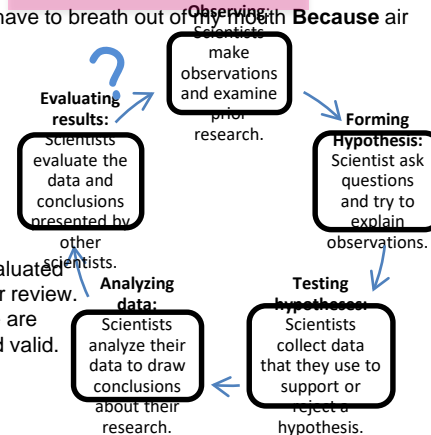 have to breath out of my mouth Because air
Observing:
Scientists
make
observations
and examine
prior
research.
?
Forming
Hypothesis:
Scientist ask
questions
and try to
explain
observations.
Testing
hypotheses:
Scientists
collect data
that they use to
support or
reject a
hypothesis.
Analyzing
data:
Scientists
analyze their
data to draw
conclusions
about their
research.
Evaluating
results:
Scientists
evaluate the
data and
conclusions
presented by
other
scientists.
aluated
r review.
are
d valid.